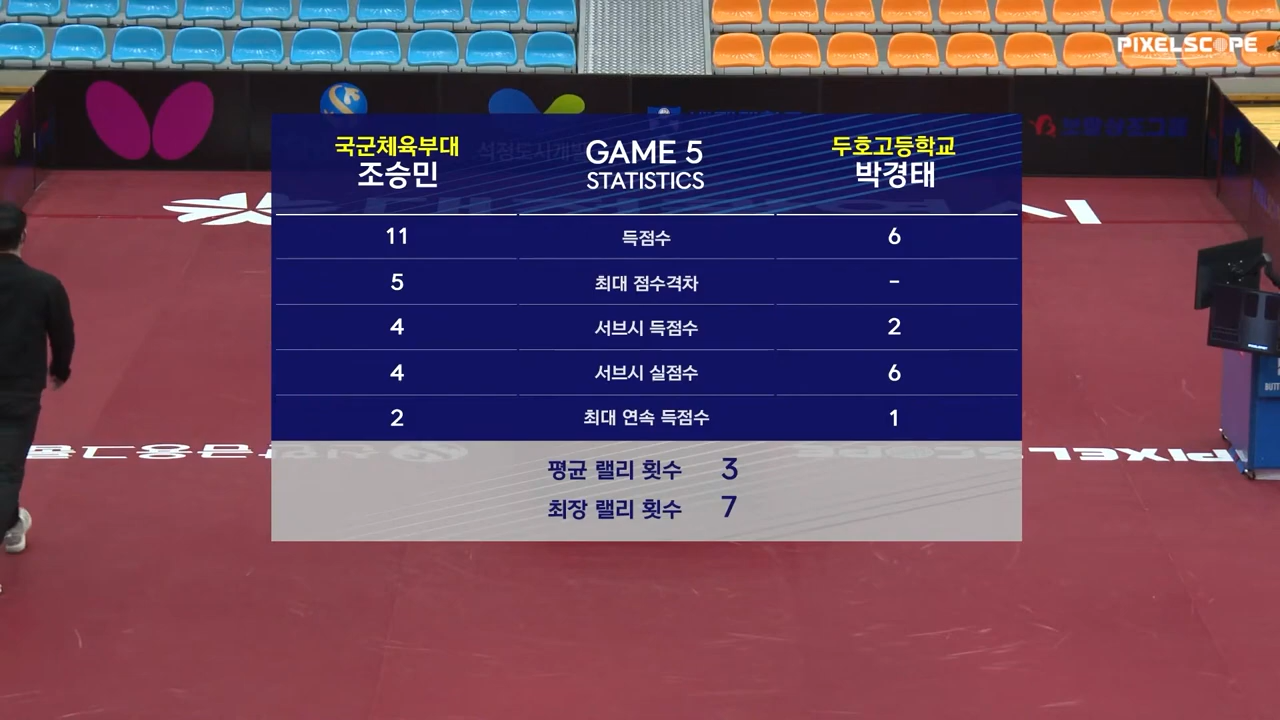 PIXELSCOPE
국군체육부대 GAME 5 두호고등학교
조승민 STATISTICS 박경태
11 득점수 6
5 최대 점수격차 -
4 서브시 득점수 2
4 서브시 실점수 6
2 최대 연속 득점수 1
평균 랠리 횟수 3
최장 랠리 횟수 7
PIXELSCOPE